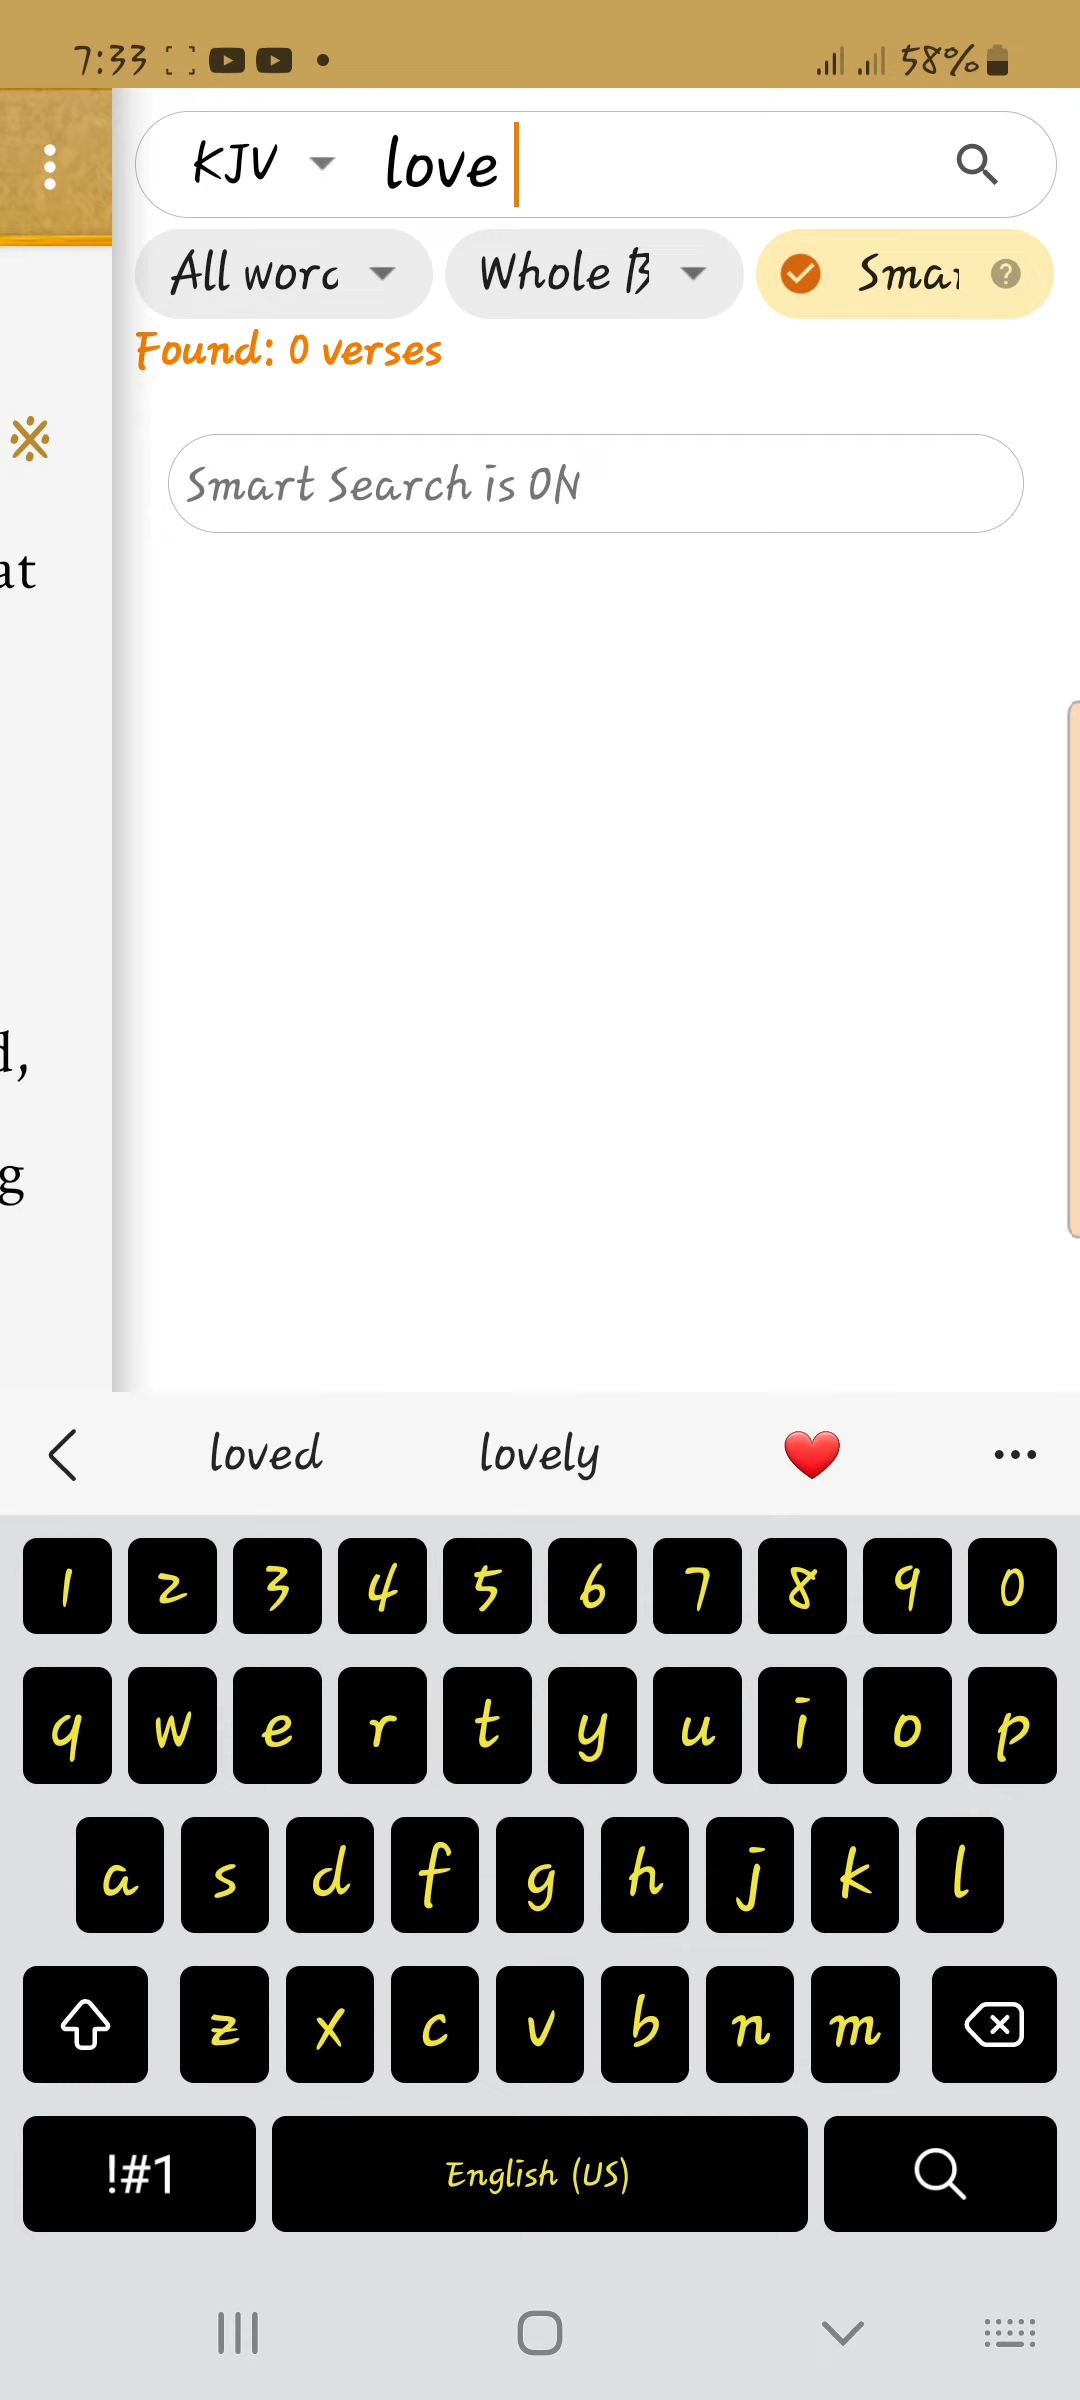 7:33 58%
KJV love
All word Whole B Smar
Found: 0 verses
Smart Search is ON
at
d,
g
loved lovely
1 2 3 4 5 6 7 8 9 0
q w e r t y u i o p
a s d f g h j k l
z x c v b n m
!#1 English (US)